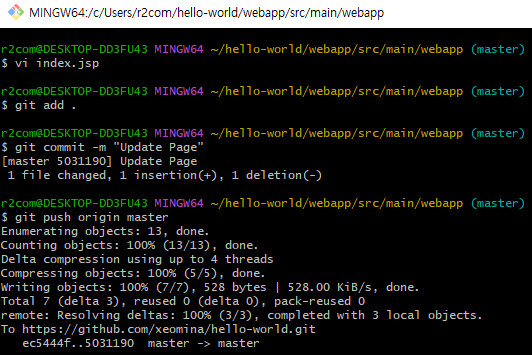 MINGW64:/c/Users/r2com/hello-world/webapp/src/main/webapp
r2com@DESKTOP-DD3FU43 MINGW64 ~/hello-world/webapp/src/main/webapp (master)
$ vi index.jsp
r2com@DESKTOP-DD3FU43 MINGW64 ~/hello-world/webapp/src/main/webapp (master)
$ git add .
r2com@DESKTOP-DD3FU43 MINGW64 ~/hello-world/webapp/src/main/webapp (master)
$ git commit -m "Update Page"
[master 5031190] Update Page
 1 file changed, 1 insertion(+), 1 deletion(-)
r2com@DESKTOP-DD3FU43 MINGW64 ~/hello-world/webapp/src/main/webapp (master)
$ git push origin master
Enumerating objects: 13, done.
Counting objects: 100% (13/13), done.
Delta compression using up to 4 threads
Compressing objects: 100% (5/5), done.
Writing objects: 100% (7/7), 528 bytes | 528.00 KiB/s, done.
Total 7 (delta 3), reused 0 (delta 0), pack-reused 0
remote: Resolving deltas: 100% (3/3), completed with 3 local objects.
To https://github.com/xeomina/hello-world.git
   ec5444f..5031190  master -> master